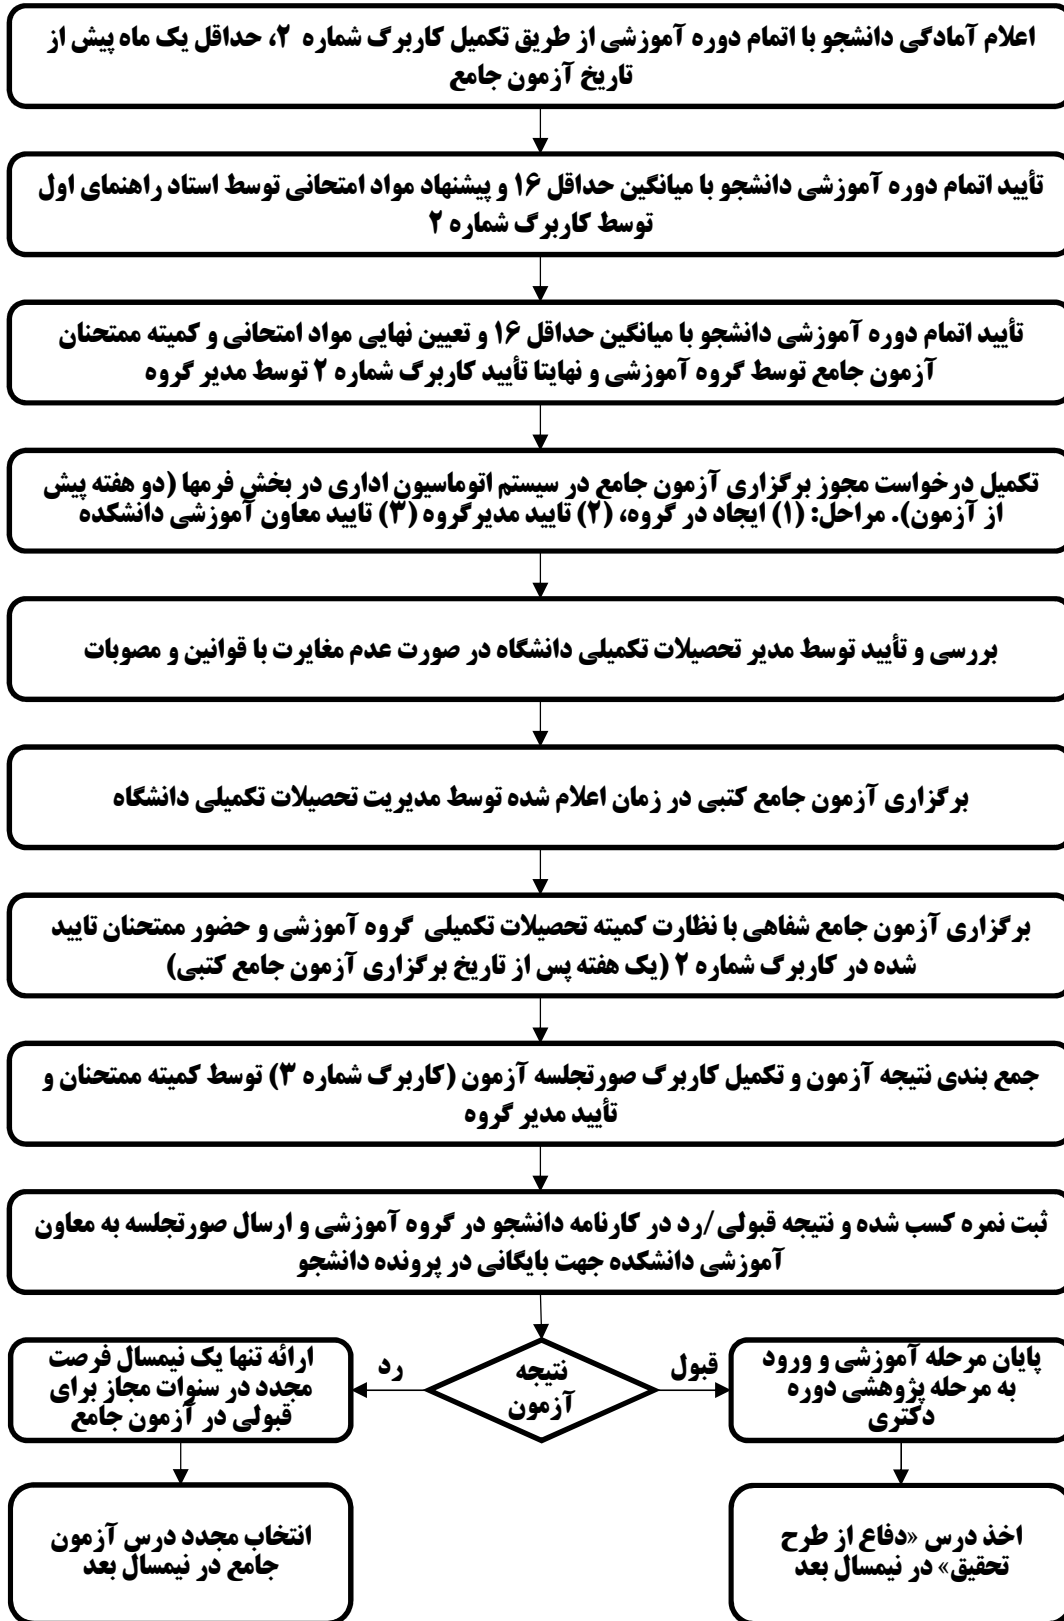 اعلام آمادگی دانشجو با اتمام دوره آموزشی از طریق تکمیل کاربرگ شماره ۲، حداقل یک ماه پیش از
تاریخ آزمون جامع
تأیید اتمام دوره آموزشی دانشجو با میانگین حداقل ۱۶ و پیشنهاد مواد امتحانی توسط استاد راهنمای اول
توسط کاربرگ شماره ۲
تأیید اتمام دوره آموزشی دانشجو با میانگین حداقل ۱۶ و تعیین نهایی مواد امتحانی و کمیته ممتحنان
آزمون جامع توسط گروه آموزشی و نهایتا تأیید کاربرگ شماره ۲ توسط مدیر گروه
تکمیل درخواست مجوز برگزاری آزمون جامع در سیستم اتوماسیون اداری در بخش فرمها (دو هفته پیش
از آزمون). مراحل: (۱) ایجاد در گروه، (۲) تایید مدیرگروه (۳) تایید معاون آموزشی دانشکده
بررسی و تأیید توسط مدیر تحصیلات تکمیلی دانشگاه در صورت عدم مغایرت با قوانین و مصوبات
برگزاری آزمون جامع کتبی در زمان اعلام شده توسط مدیریت تحصیلات تکمیلی دانشگاه
برگزاری آزمون جامع شفاهی با نظارت کمیته تحصیلات تکمیلی گروه آموزشی و حضور ممتحنان تایید
شده در کاربرگ شماره ۲ (یک هفته پس از تاریخ برگزاری آزمون جامع کتبی)
جمع بندی نتیجه آزمون و تکمیل کاربرگ صورتجلسه آزمون (کاربرگ شماره ۳) توسط کمیته ممتحنان و
تأیید مدیر گروه
ثبت نمره کسب شده و نتیجه قبولی/رد در کارنامه دانشجو در گروه آموزشی و ارسال صورتجلسه به معاون
آموزشی دانشکده جهت بایگانی در پرونده دانشجو
نتیجه
آزمون
قبول
پایان مرحله آموزشی و ورود
به مرحله پژوهشی دوره
دکتری
اخذ درس «دفاع از طرح
تحقیق» در نیمسال بعد
رد
ارائه تنها یک نیمسال فرصت
مجدد در سنوات مجاز برای
قبولی در آزمون جامع
انتخاب مجدد درس آزمون
جامع در نیمسال بعد